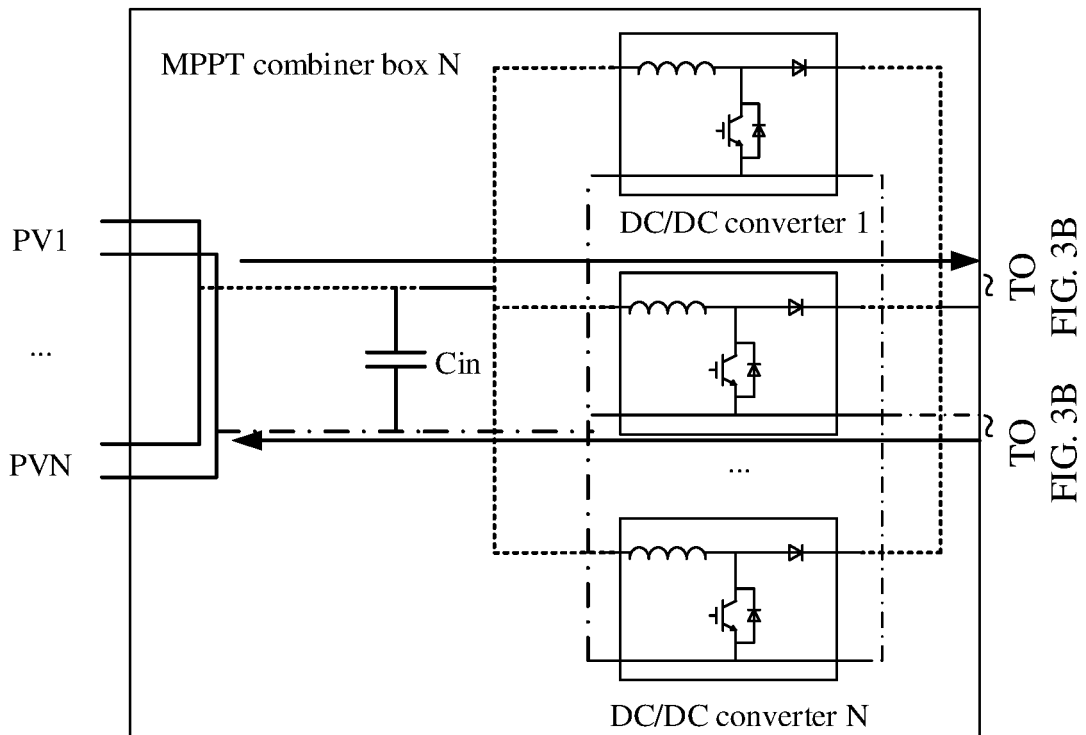 MPPT combiner box N
DC/DC converter 1
PV1
...
PVN
Cin
...
DC/DC converter N
TO
FIG. 3B
TO
FIG. 3B